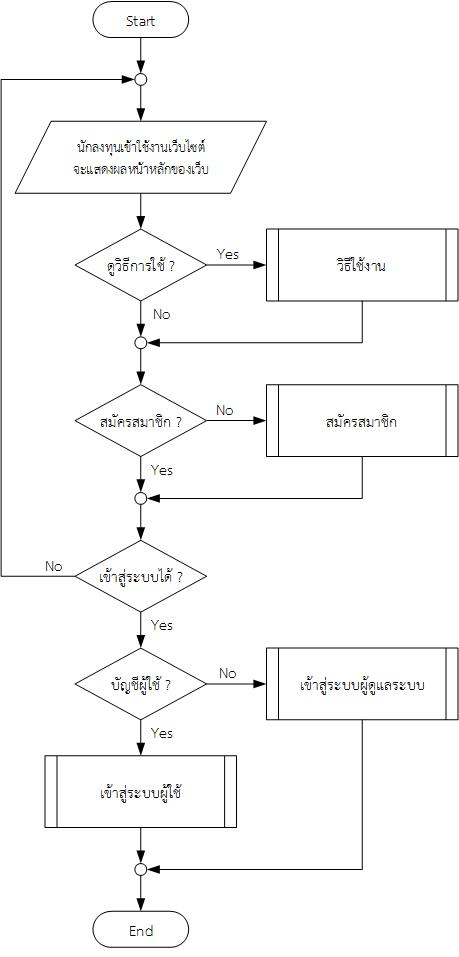 Start
นักลงทุนเข้าใช้งานเว็บไซต์
จะแสดงผลหน้าหลักของเว็บ
ดูวิธีการใช้ ?
Yes
วิธีใช้งาน
No
สมัครสมาชิก ?
No
สมัครสมาชิก
Yes
No
เข้าสู่ระบบได้ ?
Yes
บัญชีผู้ใช้ ?
No
เข้าสู่ระบบผู้ดูแลระบบ
Yes
เข้าสู่ระบบผู้ใช้
End